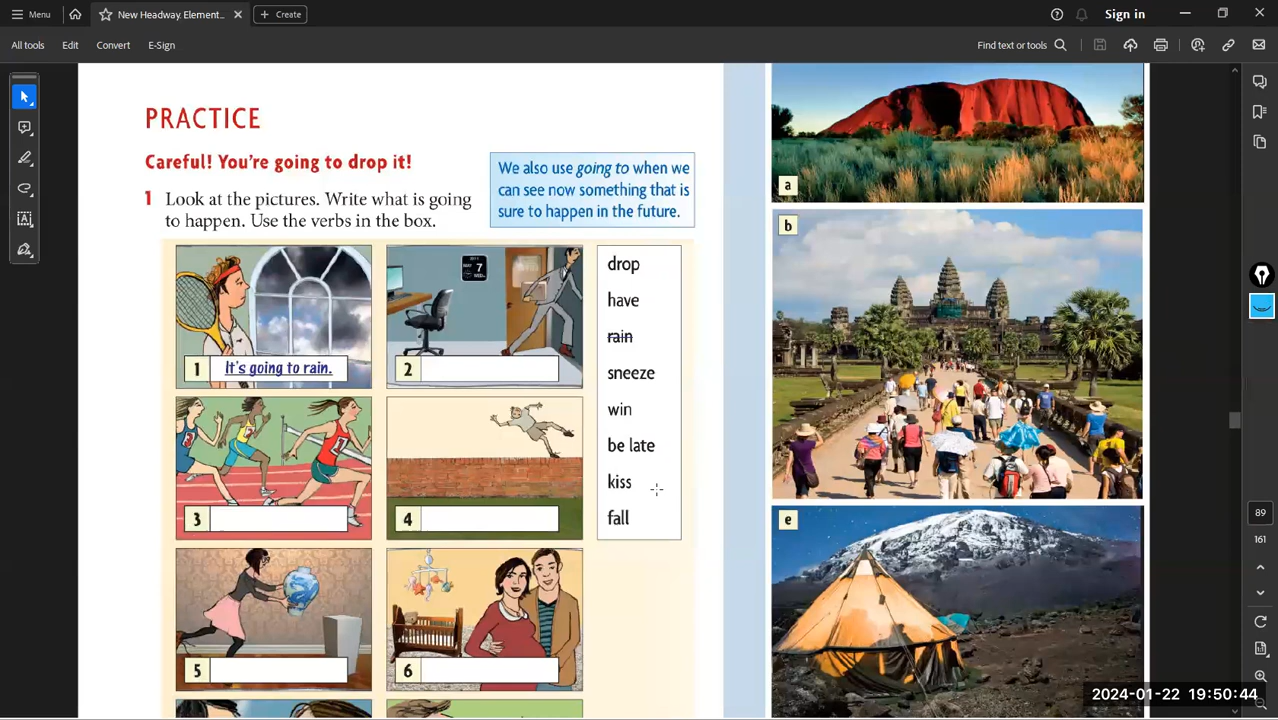 Menu
New Headway. Element...
Create
Sign in
All tools
Edit
Convert
E-Sign
Find text or tools
PRACTICE
Careful! You're going to drop it!
1 Look at the pictures. Write what is going
to happen. Use the verbs in the box.
We also use going to when we
can see now something that is
sure to happen in the future.
1 It's going to rain.
2
7
3
4
5
6
drop
have
rain
sneeze
win
be late
kiss
fall
a
b
e
89
161
2024-01-22 19:50:44